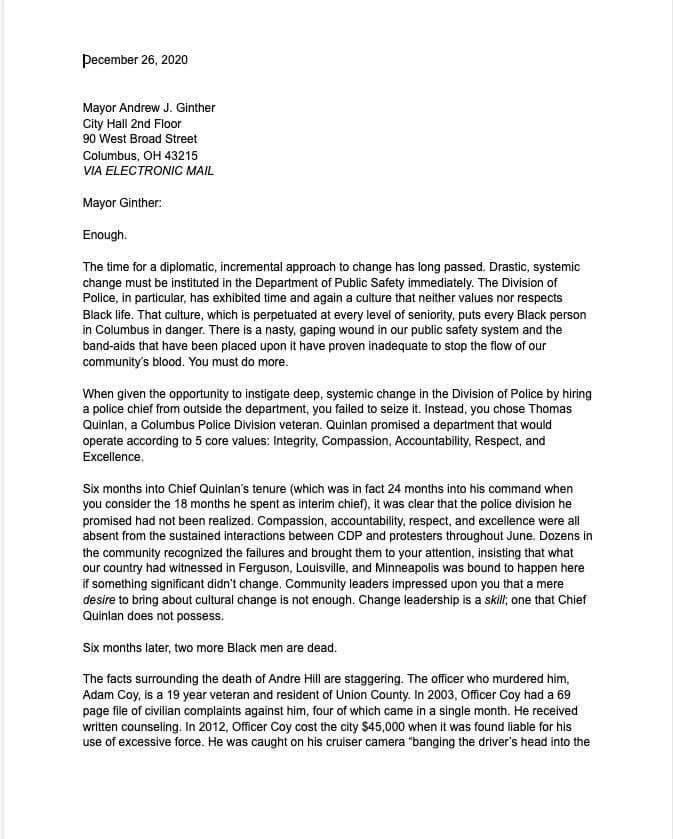 December 26, 2020
Mayor Andrew J. Ginther
City Hall 2nd Floor
90 West Broad Street
Columbus, OH 43215
VIA ELECTRONIC MAIL
Mayor Ginther:
Enough.
The time for a diplomatic, incremental approach to change has long passed. Drastic, systemic
change must be instituted in the Department of Public Safety immediately. The Division of
Police, in particular, has exhibited time and again a culture that neither values nor respects
Black life. That culture, which is perpetuated at every level of seniority, puts every Black person
in Columbus in danger. There is a nasty, gaping wound in our public safety system and the
band-aids that have been placed upon it have proven inadequate to stop the flow of our
community’s blood. You must do more.
When given the opportunity to instigate deep, systemic change in the Division of Police by hiring
a police chief from outside the department, you failed to seize it. Instead, you chose Thomas
Quinlan, a Columbus Police Division veteran. Quinlan promised a department that would
operate according to 5 core values: Integrity, Compassion, Accountability, Respect, and
Excellence.
Six months into Chief Quinlan’s tenure (which was in fact 24 months into his command when
you consider the 18 months he spent as interim chief), it was clear that the police division he
promised had not been realized. Compassion, accountability, respect, and excellence were all
absent from the sustained interactions between CDP and protesters throughout June. Dozens in
the community recognized the failures and brought them to your attention, insisting that what
our country had witnessed in Ferguson, Louisville, and Minneapolis was bound to happen here
if something significant didn’t change. Community leaders impressed upon you that a mere
desire to bring about cultural change is not enough. Change leadership is a skill; one that Chief
Quinlan does not possess.
Six months later, two more Black men are dead.
The facts surrounding the death of Andre Hill are staggering. The officer who murdered him,
Adam Coy, is a 19 year veteran and resident of Union County. In 2003, Officer Coy had a 69
page file of civilian complaints against him, four of which came in a single month. He received
written counseling. In 2012, Officer Coy cost the city $45,000 when it was found liable for his
use of excessive force. He was caught on his cruiser camera “banging the driver’s head into the